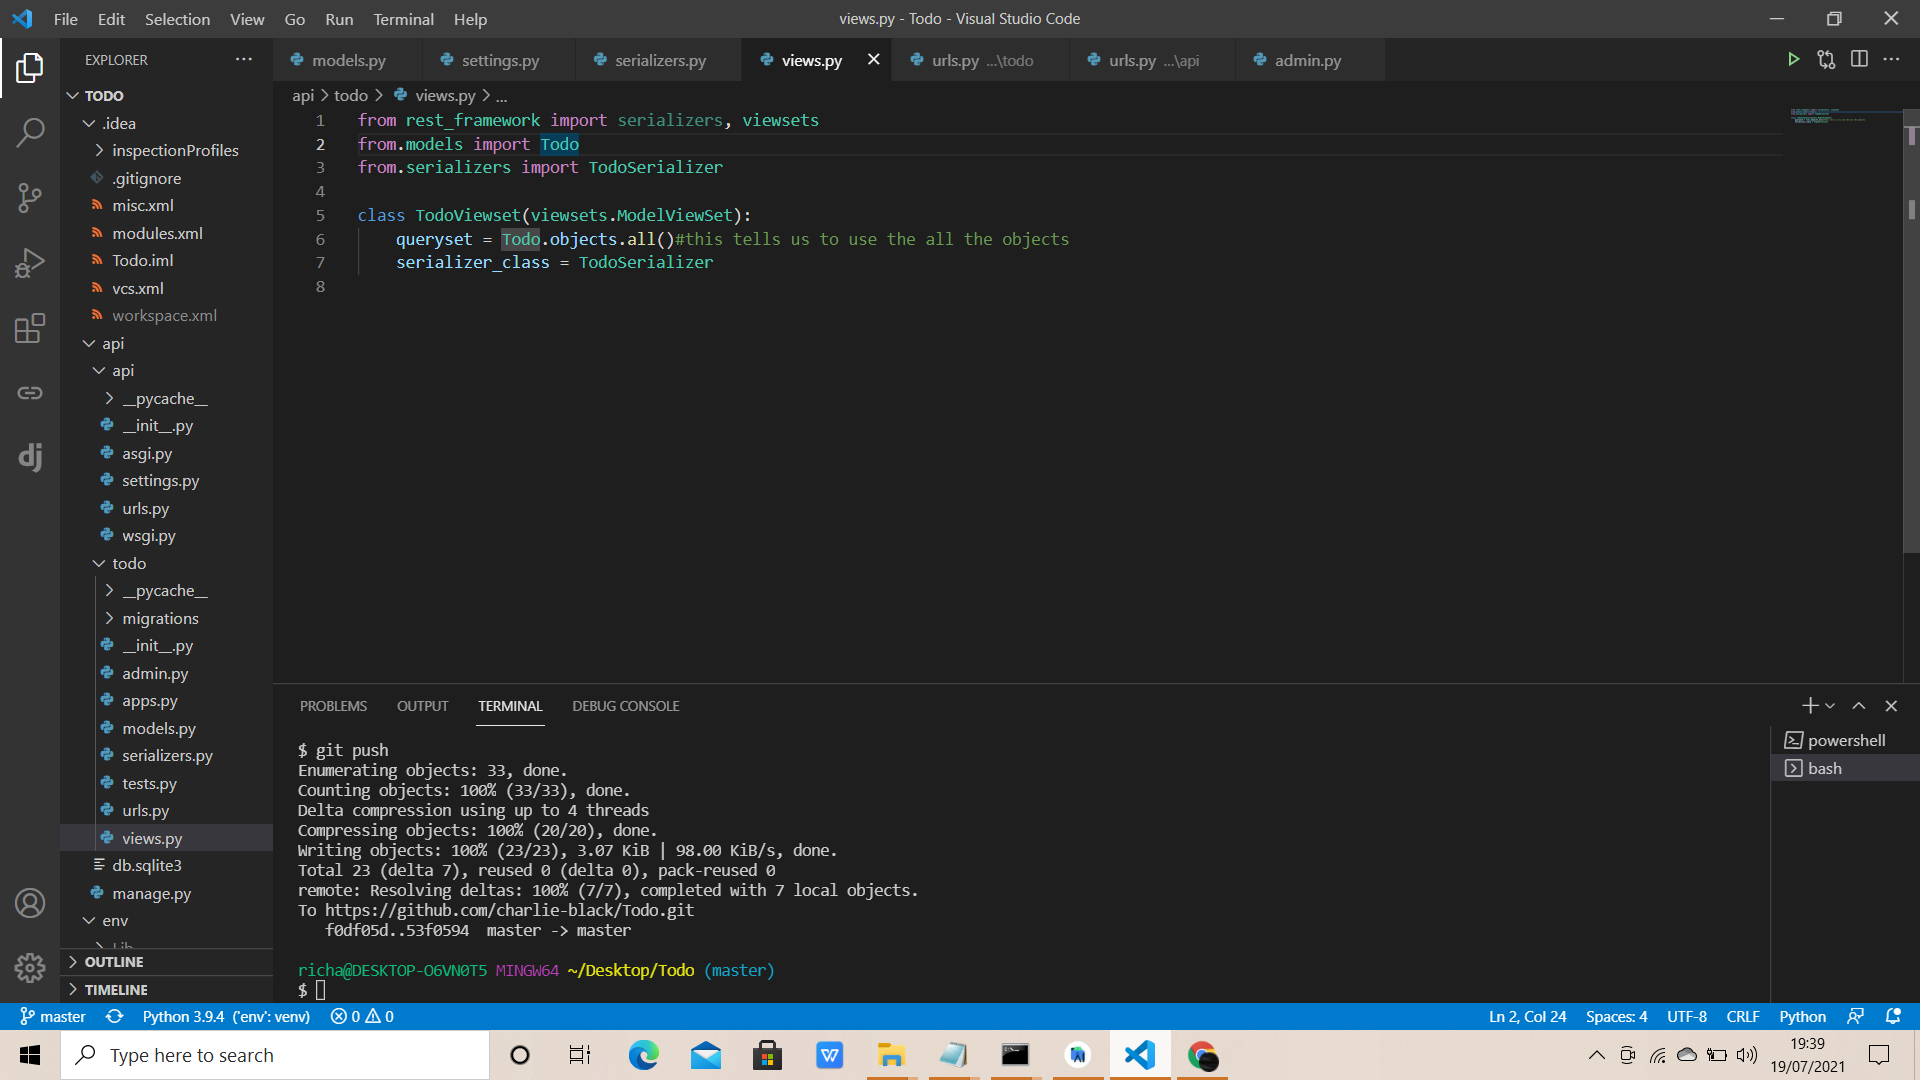 File Edit Selection View Go Run Terminal Help
views.py - Todo - Visual Studio Code
EXPLORER
models.py
settings.py
serializers.py
views.py
urls.py ...\todo
urls.py ...\api
admin.py
TODO
.idea
inspectionProfiles
.gitignore
misc.xml
modules.xml
Todo.iml
vcs.xml
workspace.xml
api
api
__pycache__
__init__.py
asgi.py
settings.py
urls.py
wsgi.py
todo
__pycache__
migrations
__init__.py
admin.py
apps.py
models.py
serializers.py
tests.py
urls.py
views.py
db.sqlite3
manage.py
env
Lib
OUTLINE
TIMELINE
api > todo > views.py > ...
1 from rest_framework import serializers, viewsets
2 from.models import Todo
3 from.serializers import TodoSerializer
4
5 class TodoViewset(viewsets.ModelViewSet):
6 queryset = Todo.objects.all()#this tells us to use the all the objects
7 serializer_class = TodoSerializer
8
PROBLEMS OUTPUT TERMINAL DEBUG CONSOLE
$ git push
Enumerating objects: 33, done.
Counting objects: 100% (33/33), done.
Delta compression using up to 4 threads
Compressing objects: 100% (20/20), done.
Writing objects: 100% (23/23), 3.07 KiB | 98.00 KiB/s, done.
Total 23 (delta 7), reused 0 (delta 0), pack-reused 0
remote: Resolving deltas: 100% (7/7), completed with 7 local objects.
To https://github.com/charlie-black/Todo.git
f0df05d..53f0594 master -> master
richa@DESKTOP-O6VN0T5 MINGW64 ~/Desktop/Todo (master)
$
powershell
bash
master
Python 3.9.4 ('env': venv)
0 0
Ln 2, Col 24
Spaces: 4
UTF-8
CRLF
Python
Type here to search
19:39
19/07/2021